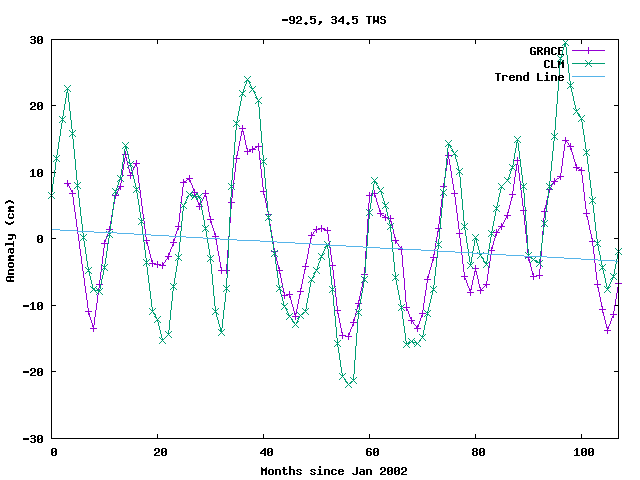 -92.5, 34.5 TWS
30
GRACE
CLM
Trend Line
20
10
0
-10
-20
-30
Anomaly (cm)
0 20 40 60 80 100
Months since Jan 2002